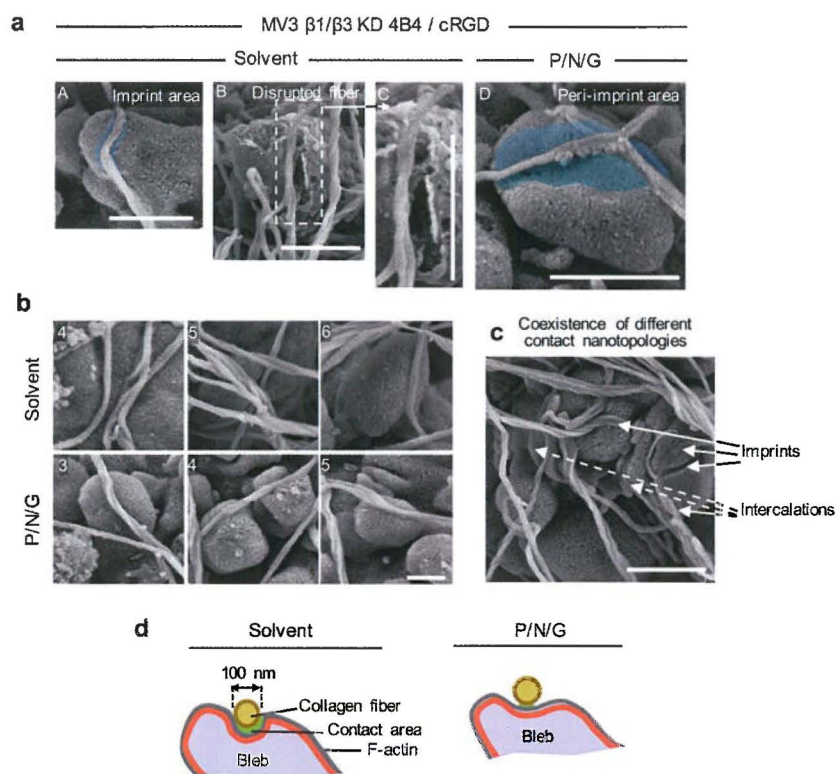 a
MV3 β1/β3 KD 4B4 / cRGD
Solvent
P/N/G
A
Imprint area
B
Disrupted fiber
C
D
Peri-imprint area
b
Solvent
4
5
6
P/N/G
3
4
5
c
Coexistence of different
contact nanotopologies
Imprints
Intercalations
d
Solvent
P/N/G
100 nm
Collagen fiber
Contact area
F-actin
Bleb
Bleb